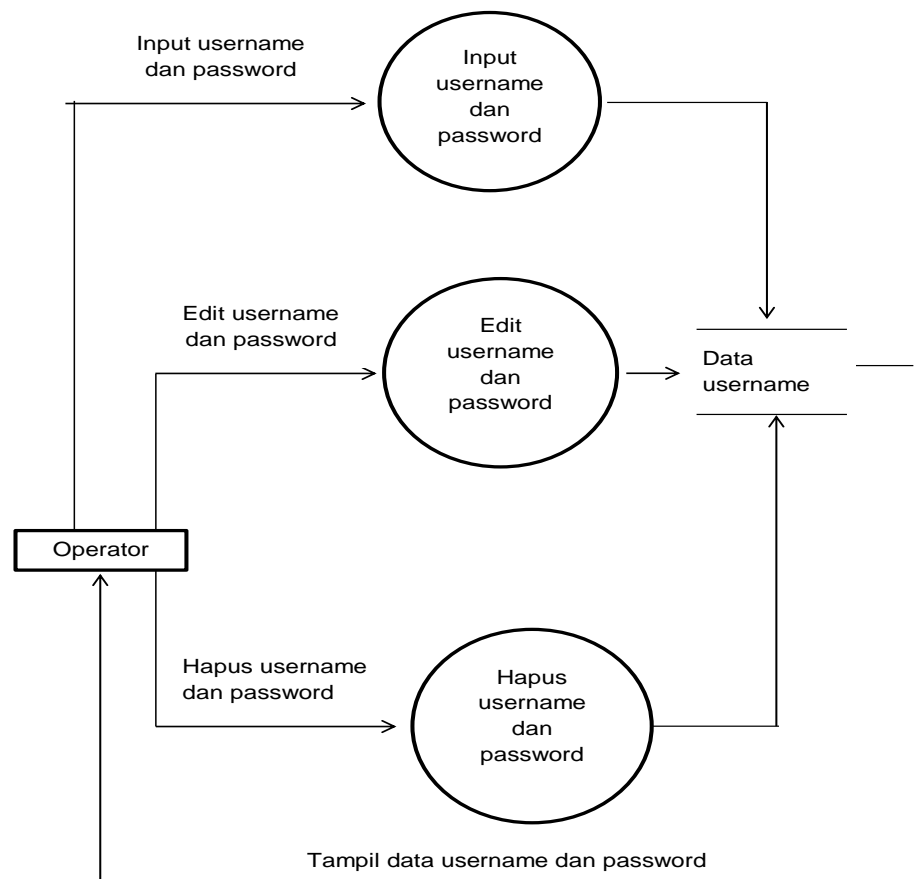 Input username
dan password
Input
username
dan
password
Edit username
dan password
Edit
username
dan
password
Data
username
Operator
Hapus username
dan password
Hapus
username
dan
password
Tampil data username dan password